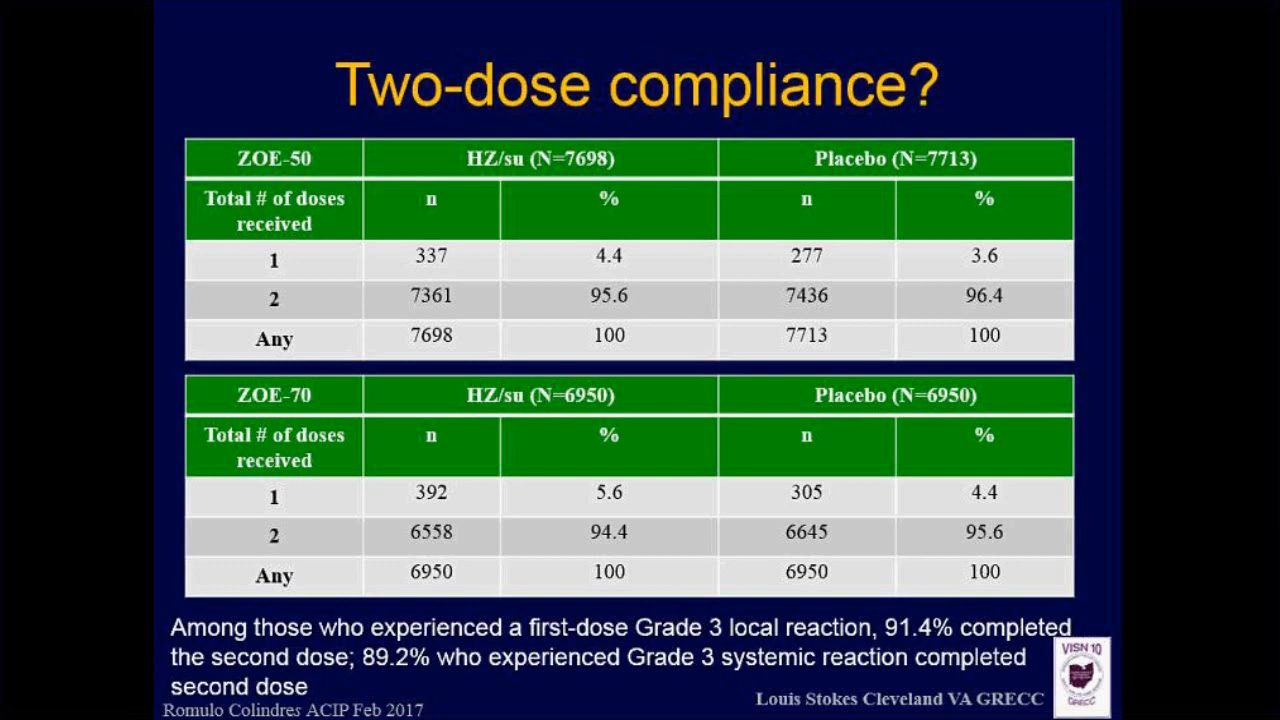 Two-dose compliance?
ZOE-50 HZ/su (N=7698) Placebo (N=7713)
Total # of doses received n % n %
1 337 4.4 277 3.6
2 7361 95.6 7436 96.4
Any 7698 100 7713 100
ZOE-70 HZ/su (N=6950) Placebo (N=6950)
Total # of doses received n % n %
1 392 5.6 305 4.4
2 6558 94.4 6645 95.6
Any 6950 100 6950 100
Among those who experienced a first-dose Grade 3 local reaction, 91.4% completed
the second dose; 89.2% who experienced Grade 3 systemic reaction completed
second dose
VISN 10
GRECC
Louis Stokes Cleveland VA GRECC
Romulo Colindres ACIP Feb 2017